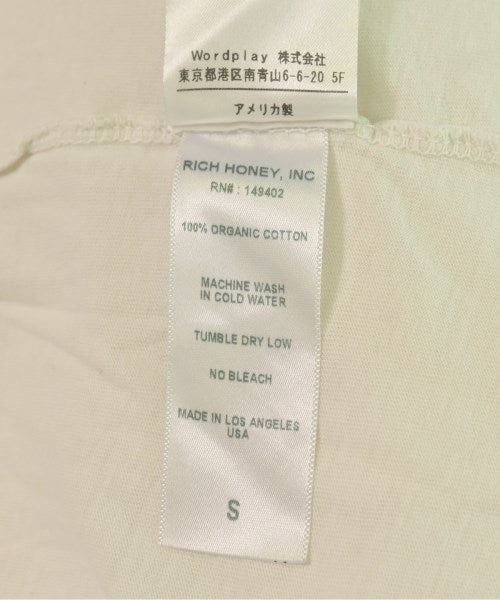 Wordplay 株式会社
東京都港区南青山6-6-20 5F
アメリカ製
RICH HONEY, INC
RN# : 149402
100% ORGANIC COTTON
MACHINE WASH
IN COLD WATER
TUMBLE DRY LOW
NO BLEACH
MADE IN LOS ANGELES
USA
S